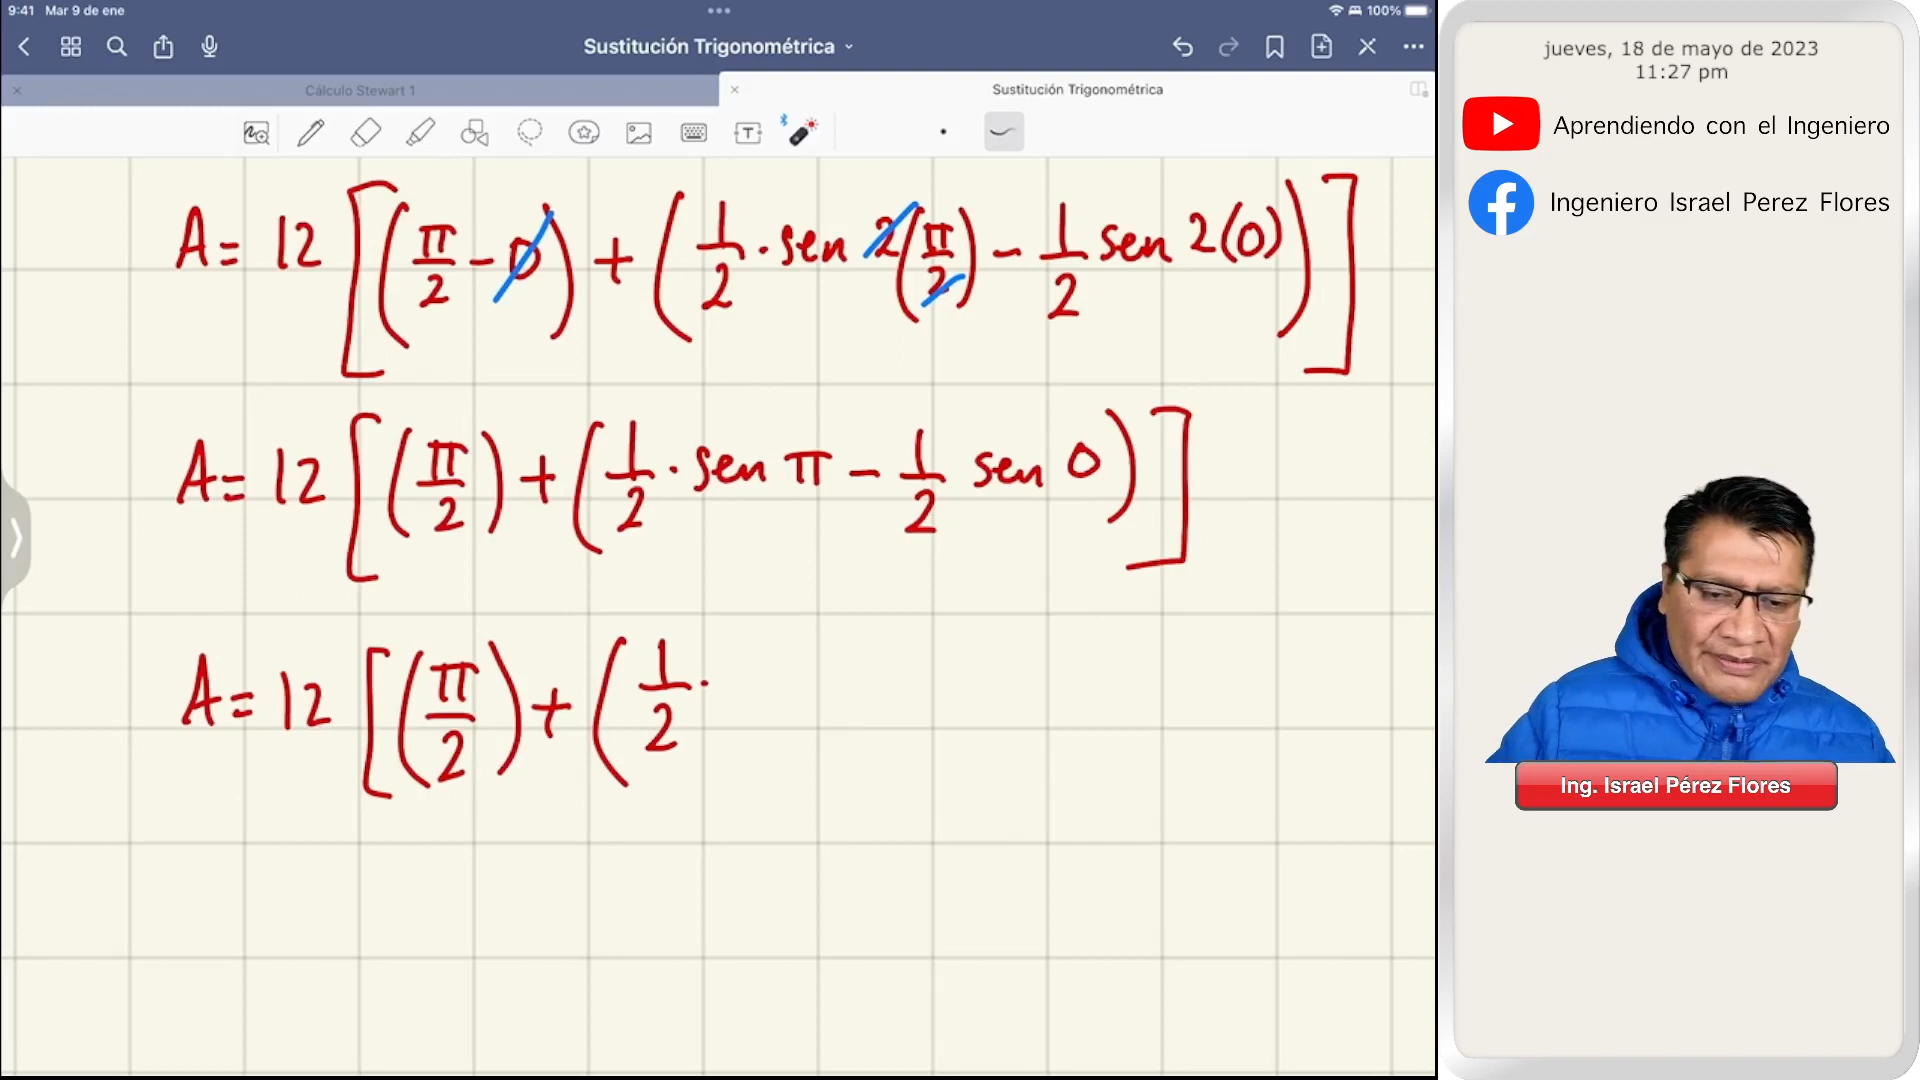 9:41 Mar 9 de ene
100%
Sustitución Trigonométrica
Cálculo Stewart 1
Sustitución Trigonométrica
A = 12 [(π/2 - 0) + (1/2 · sen 2(π/2) - 1/2 sen 2(0))]
A = 12 [(π/2) + (1/2 · sen π - 1/2 sen 0)]
A = 12 [(π/2) + (1/2 ·
jueves, 18 de mayo de 2023
11:27 pm
Aprendiendo con el Ingeniero
Ingeniero Israel Perez Flores
Ing. Israel Pérez Flores